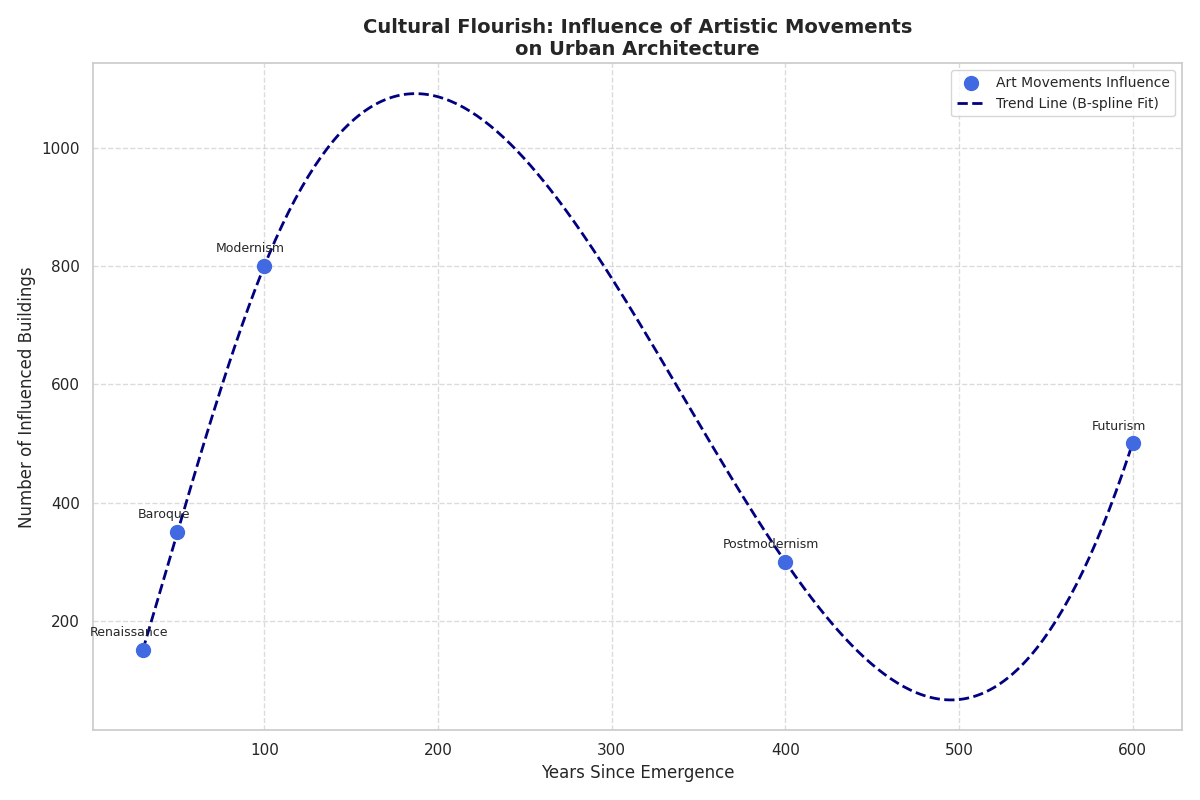 Cultural Flourish: Influence of Artistic Movements
on Urban Architecture
Art Movements Influence
Trend Line (B-spline Fit)
Number of Influenced Buildings
1000
800
600
400
200
Modernism
Baroque
Renaissance
Postmodernism
Futurism
100
200
300
400
500
600
Years Since Emergence